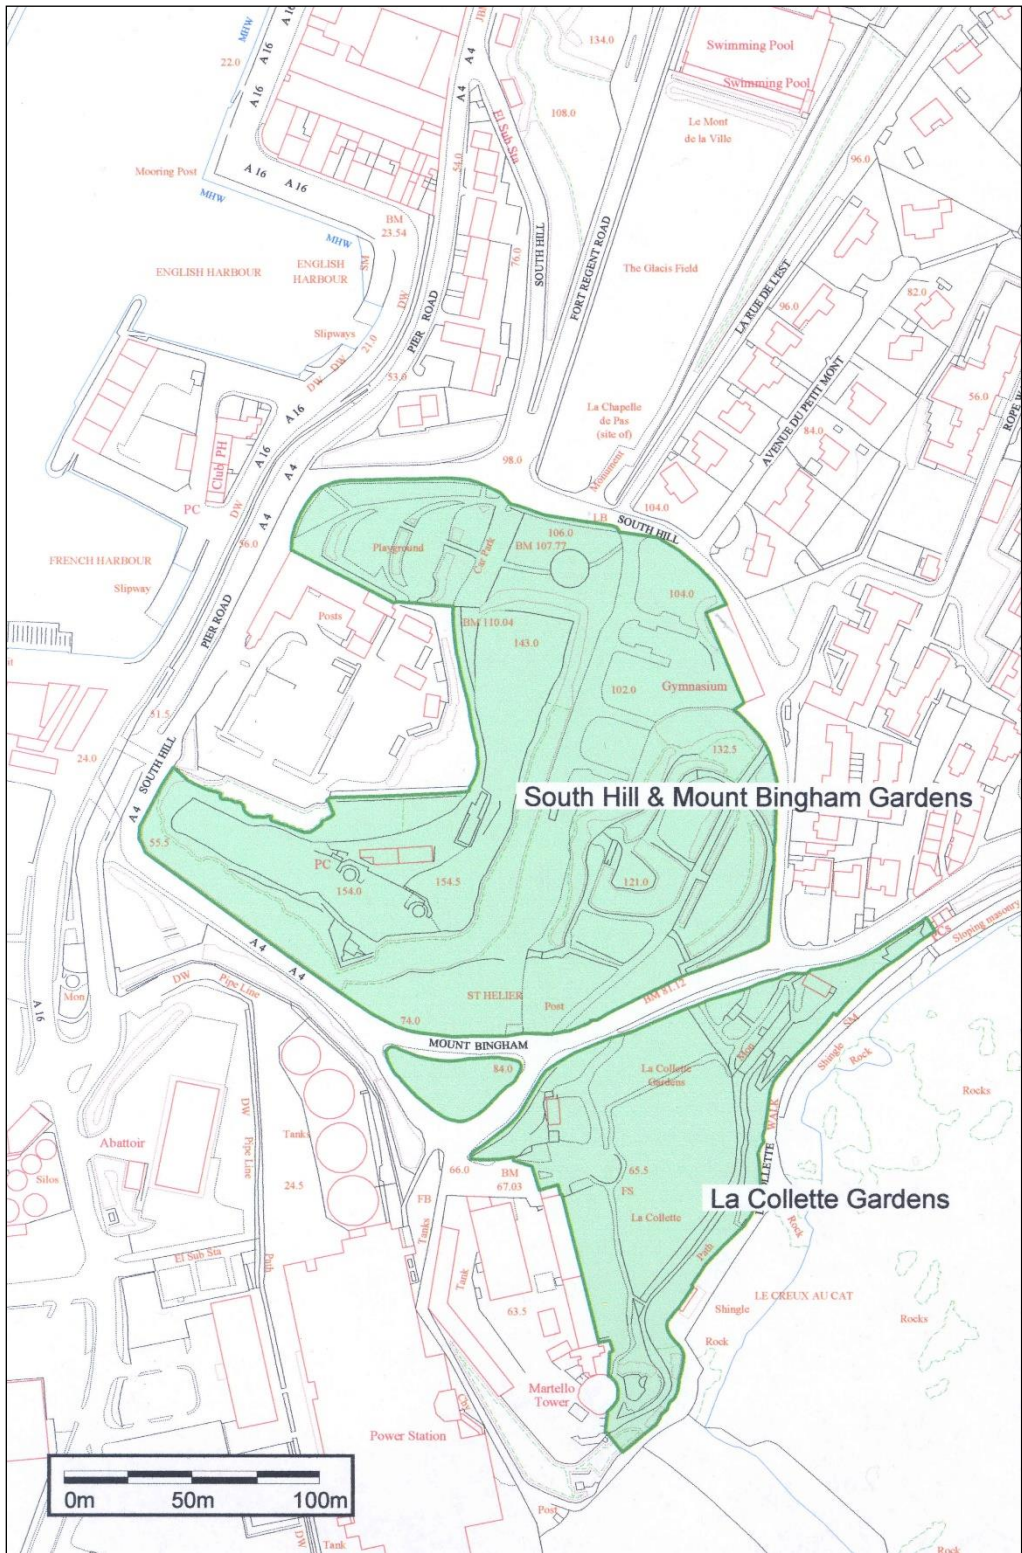 MHW
22.0
A 16
A 16
A 16
A 4
134.0
Swimming Pool
Swimming Pool
108.0
Le Mont
de la Ville
El Sub Sta
96.0
54.0
Mooring Post
A 16
A 16
MHW
BM
23.54
MHW
SM
ENGLISH HARBOUR
ENGLISH
HARBOUR
DW
76.0
SOUTH HILL
FORT REGENT ROAD
The Glacis Field
LA RUE DE L'EST
96.0
82.0
PIER ROAD
Slipways
21.0
DW
DW
53.0
A 16
La Chapelle
de Pas
(site of)
AVENUE DU PETIT MONT
84.0
56.0
ROPE W
Club PH
A 16
A 4
PC
DW
98.0
Monument
LB
SOUTH HILL
104.0
A 4
56.0
106.0
BM 107.77
Playground
Car Park
FRENCH HARBOUR
Slipway
PIER ROAD
104.0
Posts
BM 110.04
143.0
102.0
Gymnasium
51.5
24.0
SOUTH HILL
A 4
132.5
South Hill & Mount Bingham Gardens
55.5
PC
154.0
154.5
121.0
A 4
A 4
PCs
Sloping masonry
DW
Pipe Line
Mon
A 16
ST HELIER
Post
BM 81.12
74.0
MOUNT BINGHAM
84.0
SM
Shingle
Rock
Rocks
La Collette
Gardens
Mon
DW
Pipe Line
Tanks
Abattoir
Silos
24.5
66.0
BM
67.03
65.5
FS
La Collette
WALK
La Collette Gardens
Rock
FB
Tanks
Tank
El Sub Sta
Path
Path
63.5
LE CREUX AU CAT
Shingle
Rock
Rocks
Martello
Tower
Chy
Power Station
0m 50m 100m
Post
DW
Tank
Rock